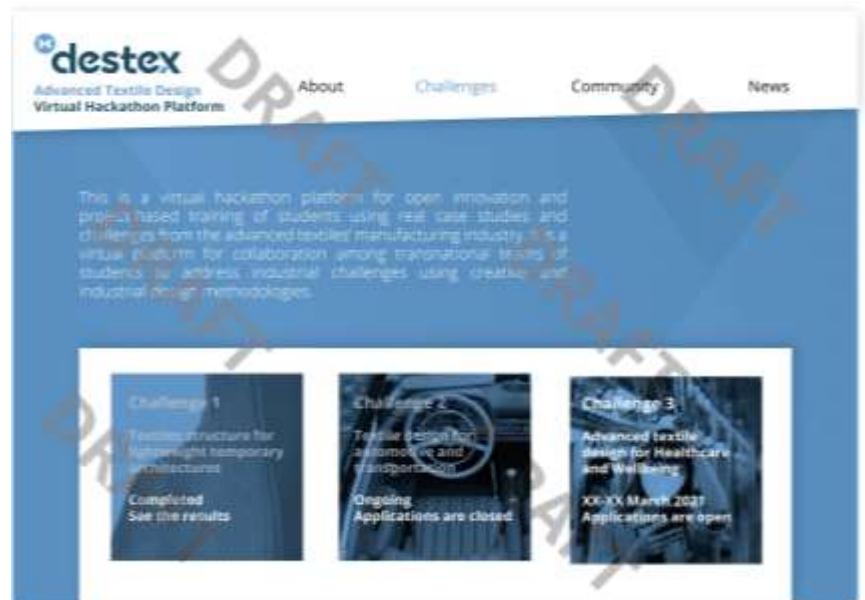 destex
Advanced Textile Design
Virtual Hackathon Platform
About
Challenges
Community
News
This is a virtual hackathon platform for open innovation and
project-based training of students using real case studies and
challenges from the advanced textiles' manufacturing industry. It is a
virtual platform for collaboration among transnational teams of
students to address industrial challenges using creative and
industrial design methodologies.
Challenge 1
Textiles structure for
lightweight temporary
architectures
Completed
See the results
Challenge 2
Textile design for
automotive and
transportation
Ongoing
Applications are closed
Challenge 3
Advanced textile
design for Healthcare
and Wellbeing
XX-XX March 2021
Applications are open
DRAFT
DRAFT
DRAFT
DRAFT
DRAFT
DRAFT